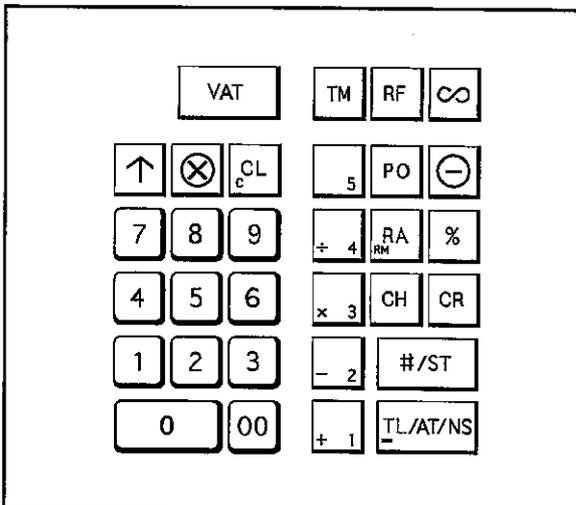 VAT TM RF
↑ ⊗ CL C 5 PO ⊖
7 8 9 ÷ 4 RA RM %
4 5 6 × 3 CH CR
1 2 3 − 2 #/ST
0 00 + 1 TL/AT/NS